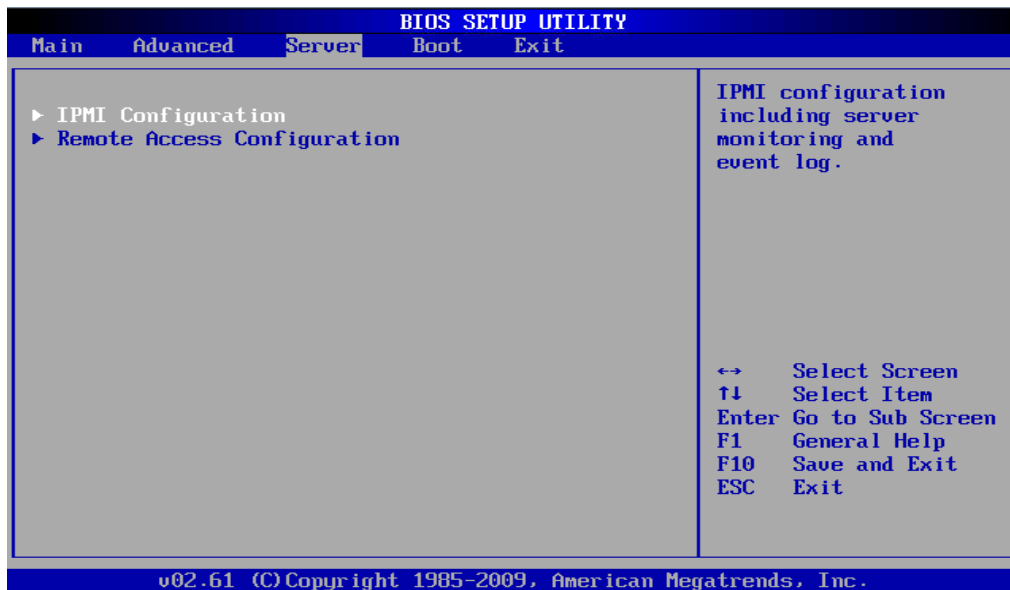 BIOS SETUP UTILITY
Main Advanced Server Boot Exit
▶ IPMI Configuration
▶ Remote Access Configuration
IPMI configuration
including server
monitoring and
event log.
←→ Select Screen
↑↓ Select Item
Enter Go to Sub Screen
F1 General Help
F10 Save and Exit
ESC Exit
v02.61 (C)Copyright 1985-2009, American Megatrends, Inc.